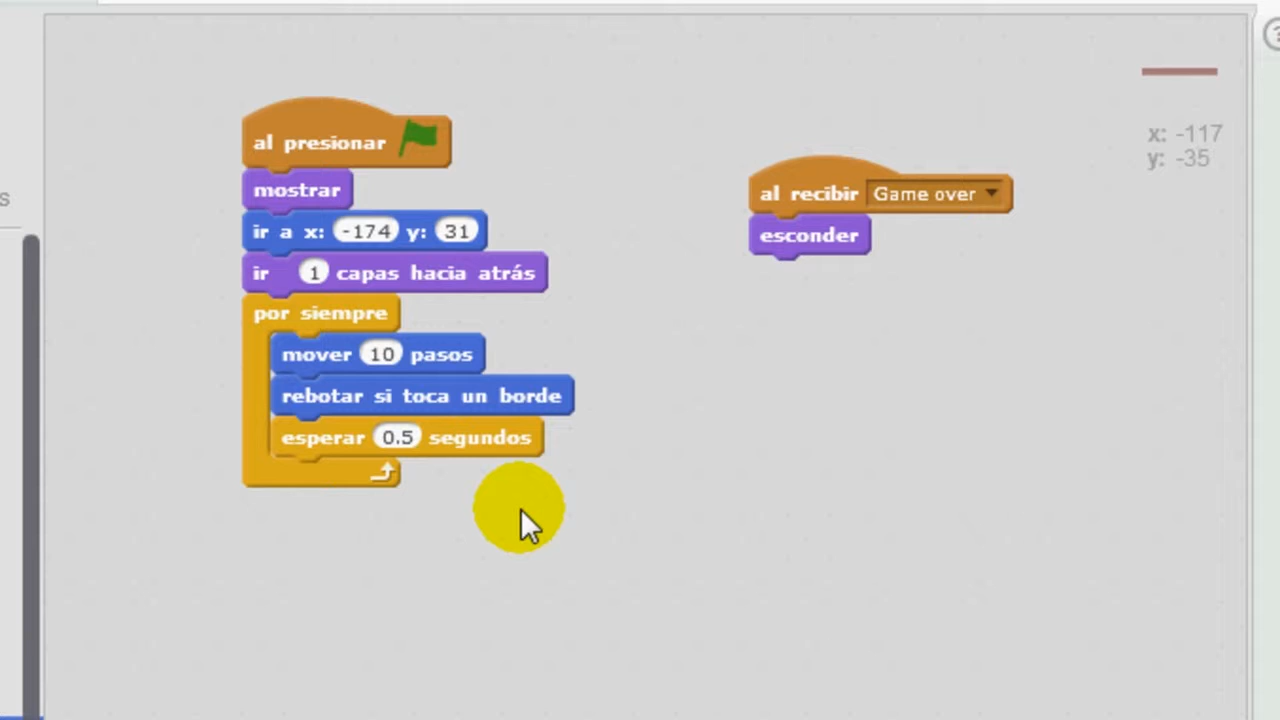 al presionar
mostrar
ir a x: -174 y: 31
ir 1 capas hacia atrás
por siempre
mover 10 pasos
rebotar si toca un borde
esperar 0.5 segundos
al recibir Game over
esconder
x: -117
y: -35
s
?